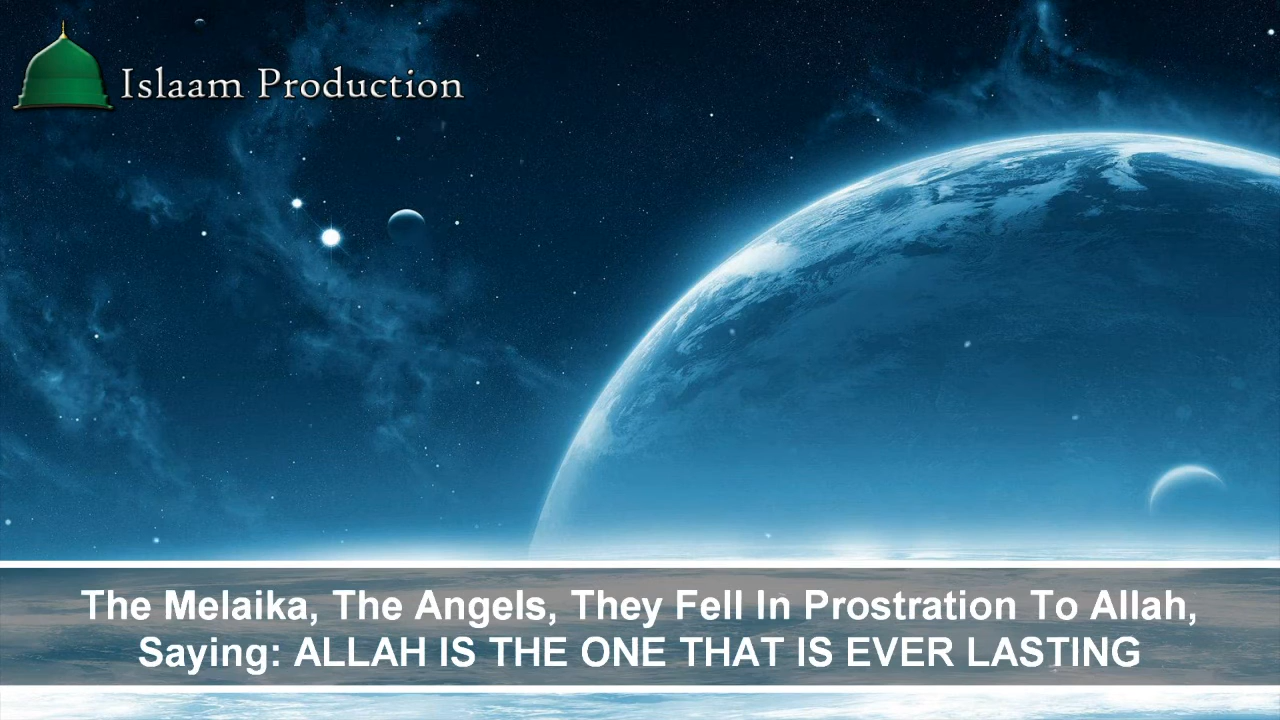 Islaam Production
The Melaika, The Angels, They Fell In Prostration To Allah,
Saying: ALLAH IS THE ONE THAT IS EVER LASTING